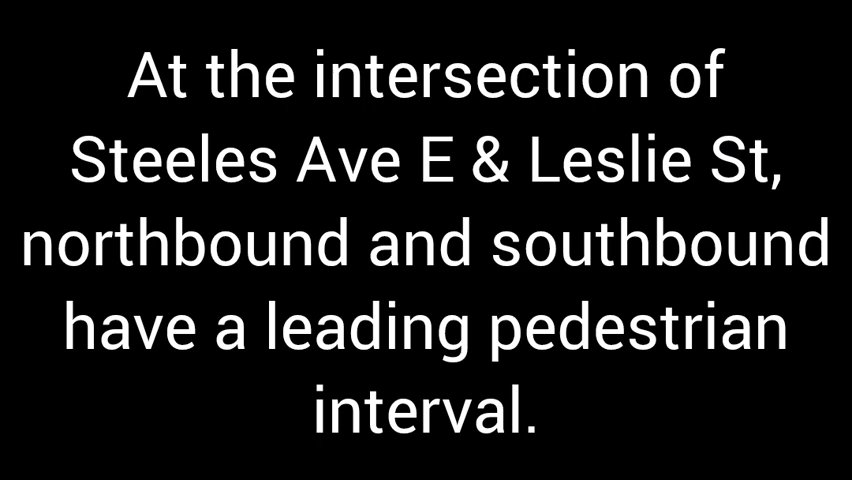 At the intersection of
Steeles Ave E & Leslie St,
northbound and southbound
have a leading pedestrian
interval.